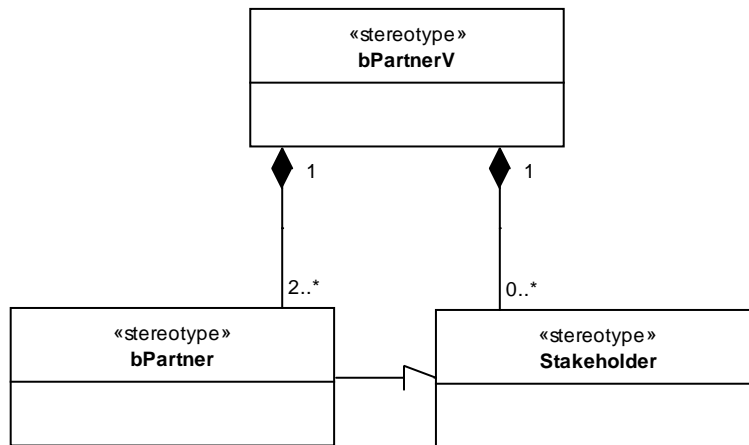 «stereotype»
bPartnerV
1
1
2..*
0..*
«stereotype»
bPartner
«stereotype»
Stakeholder